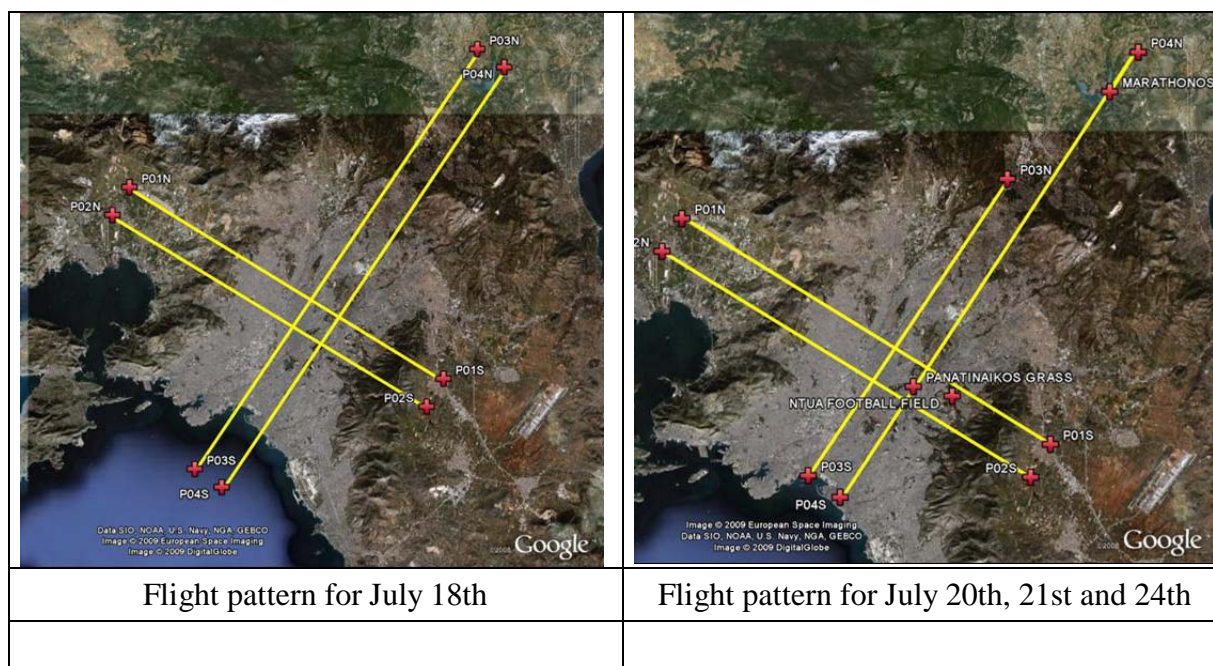 P03N
P04N
P01N
P02N
P01S
P02S
P03S
P04S
Data SIO, NOAA, U.S. Navy, NGA, GEBCO
Image © 2009 European Space Imaging
Image © 2009 DigitalGlobe
©2008 Google
P04N
MARATHONOS
P03N
P01N
2N
PANATINAIKOS GRASS
NTUA FOOTBALL FIELD
P01S
P02S
P03S
P04S
Image © 2009 European Space Imaging
Data SIO, NOAA, U.S. Navy, NGA, GEBCO
Image © 2009 DigitalGlobe
©2008 Google
Flight pattern for July 18th
Flight pattern for July 20th, 21st and 24th